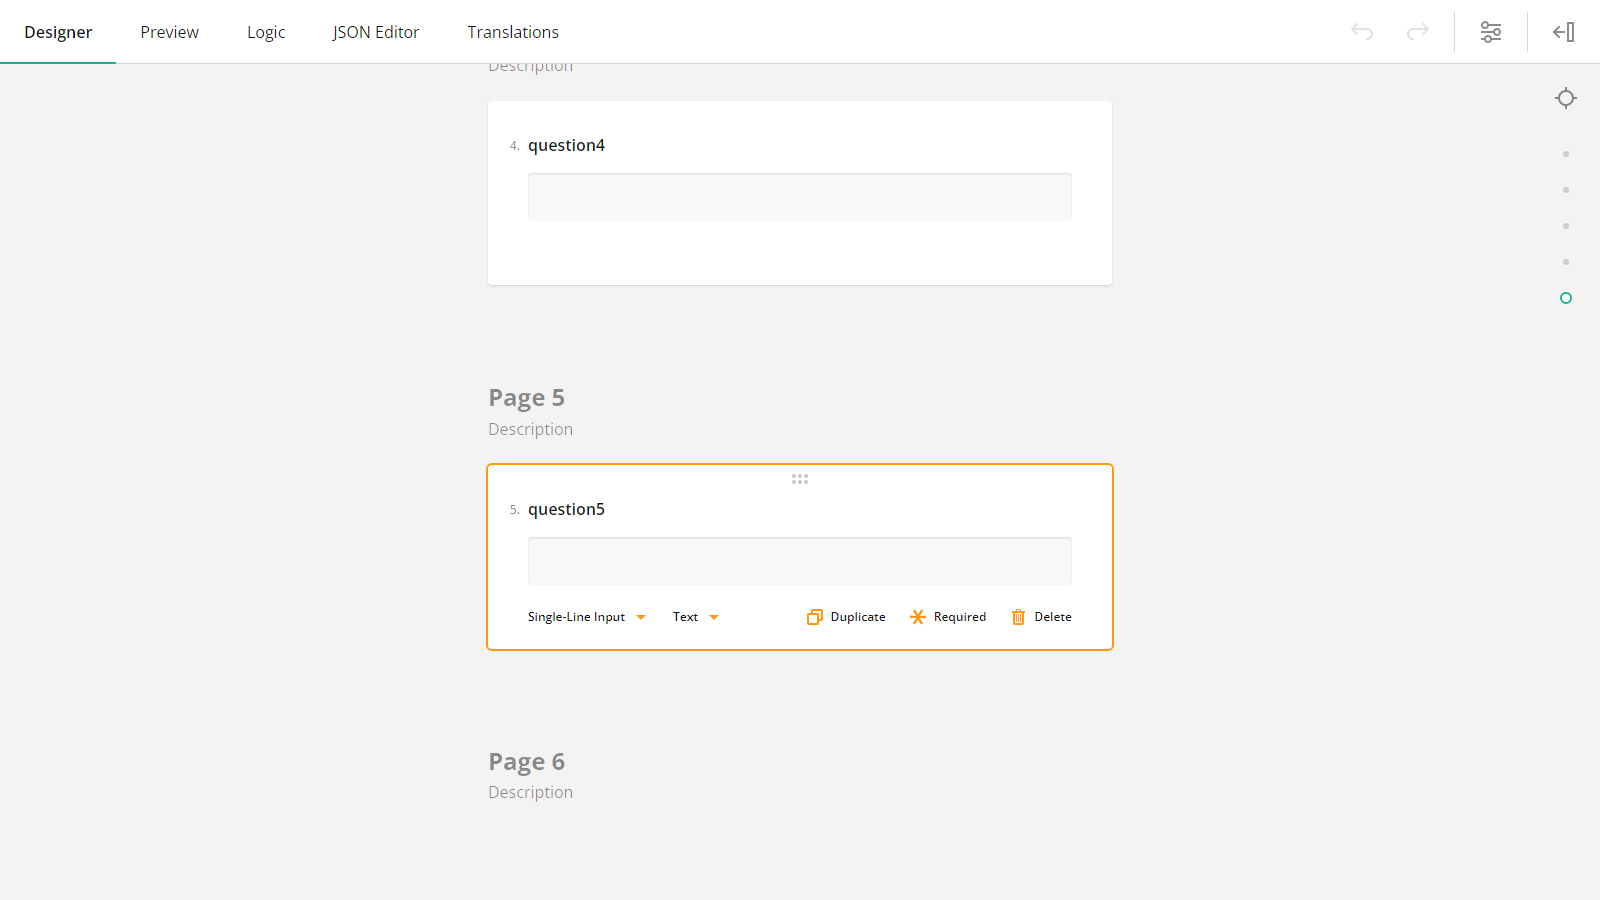 Designer Preview Logic JSON Editor Translations
Description
4. question4
Page 5
Description
5. question5
Single-Line Input Text Duplicate Required Delete
Page 6
Description